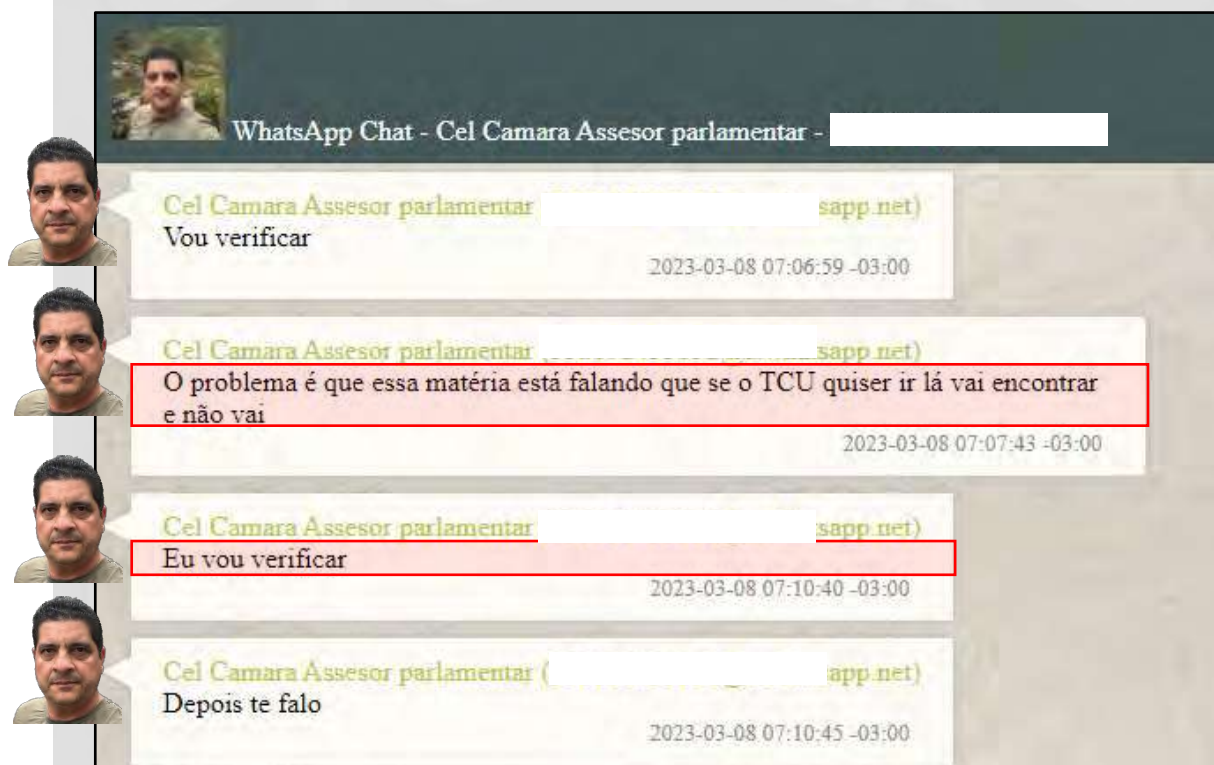 WhatsApp Chat - Cel Camara Assesor parlamentar -
Cel Camara Assesor parlamentar sapp.net)
Vou verificar
2023-03-08 07:06:59 -03:00
Cel Camara Assesor parlamentar sapp.net)
O problema é que essa matéria está falando que se o TCU quiser ir lá vai encontrar
e não vai
2023-03-08 07:07:43 -03:00
Cel Camara Assesor parlamentar sapp.net)
Eu vou verificar
2023-03-08 07:10:40 -03:00
Cel Camara Assesor parlamentar ( app.net)
Depois te falo
2023-03-08 07:10:45 -03:00